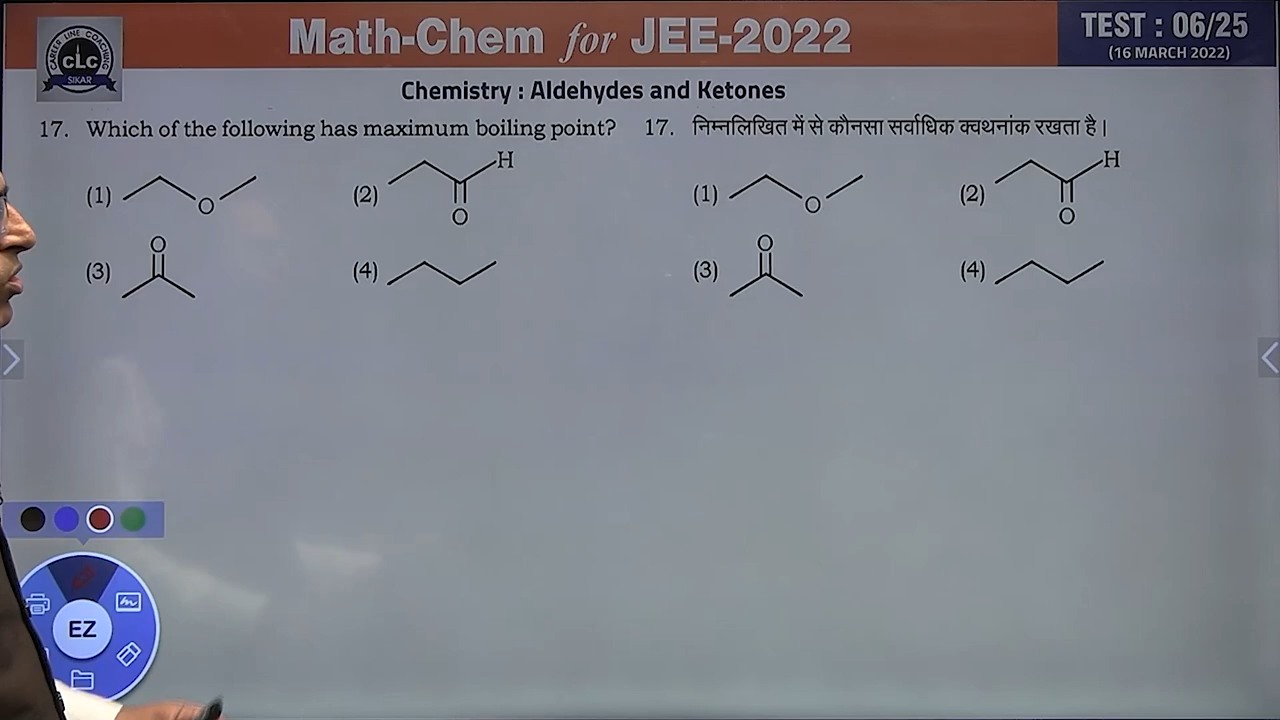 CAREER LINE COACHING
CLC
SIKAR
Math-Chem for JEE-2022
TEST : 06/25
(16 MARCH 2022)
Chemistry : Aldehydes and Ketones
17. Which of the following has maximum boiling point?
(1) O
(2) H O
(3) O
(4)
17. निम्नलिखित में से कौनसा सर्वाधिक क्वथनांक रखता है।
(1) O
(2) H O
(3) O
(4)
EZ